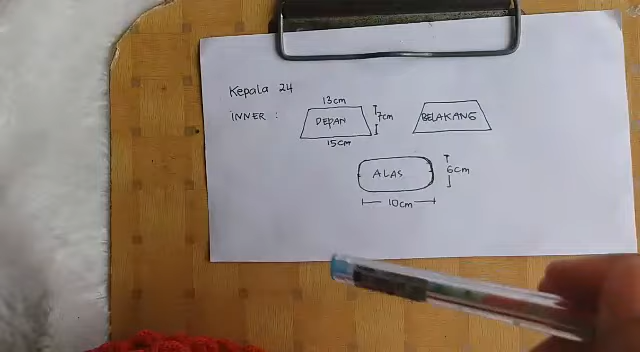 Kepala 24
INNER :
13cm
DEPAN
7cm
15cm
BELAKANG
ALAS
6cm
10cm